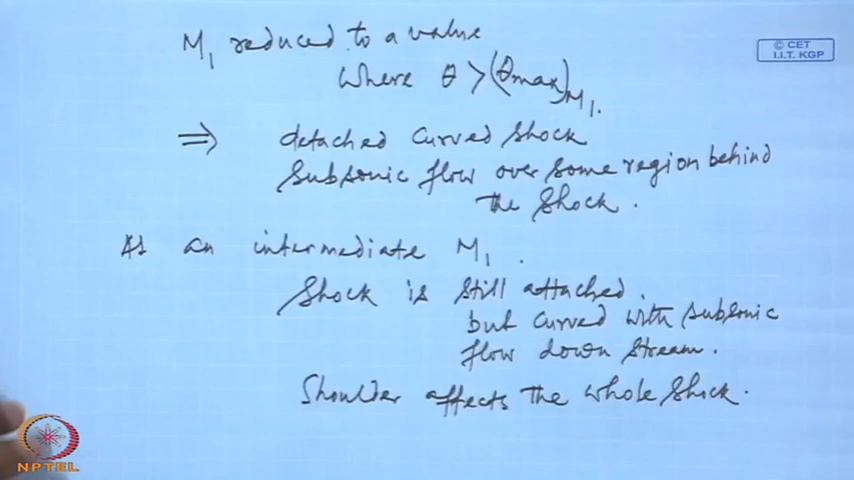 M1 reduced to a value
© CET
I.I.T. KGP
where θ > (θmax)M1.
⇒ detached curved shock
Subsonic flow over some region behind
the shock.
At an intermediate M1.
Shock is still attached
but curved with subsonic
flow down stream.
Shoulder affects the whole shock.
NPTEL